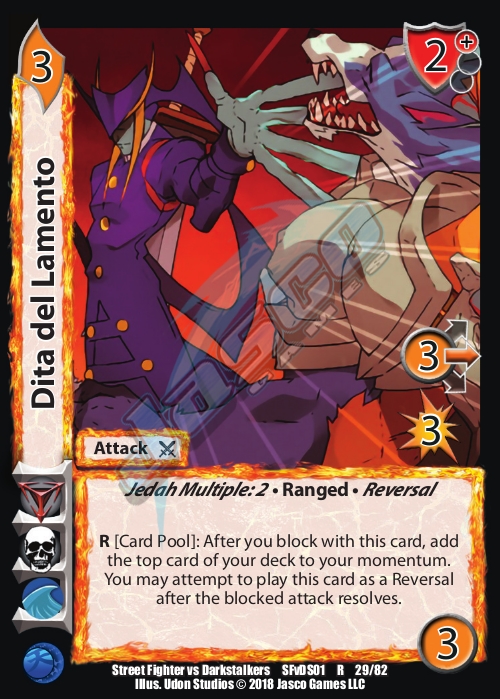 3
2
+
Dita del Lamento
3
3
Attack
Jedah Multiple: 2 • Ranged • Reversal
R [Card Pool]: After you block with this card, add
the top card of your deck to your momentum.
You may attempt to play this card as a Reversal
after the blocked attack resolves.
3
Street Fighter vs Darkstalkers SFvDS01 R 29/82
Illus. Udon Studios © 2018 Jasco Games LLC
JASCO
GAMES